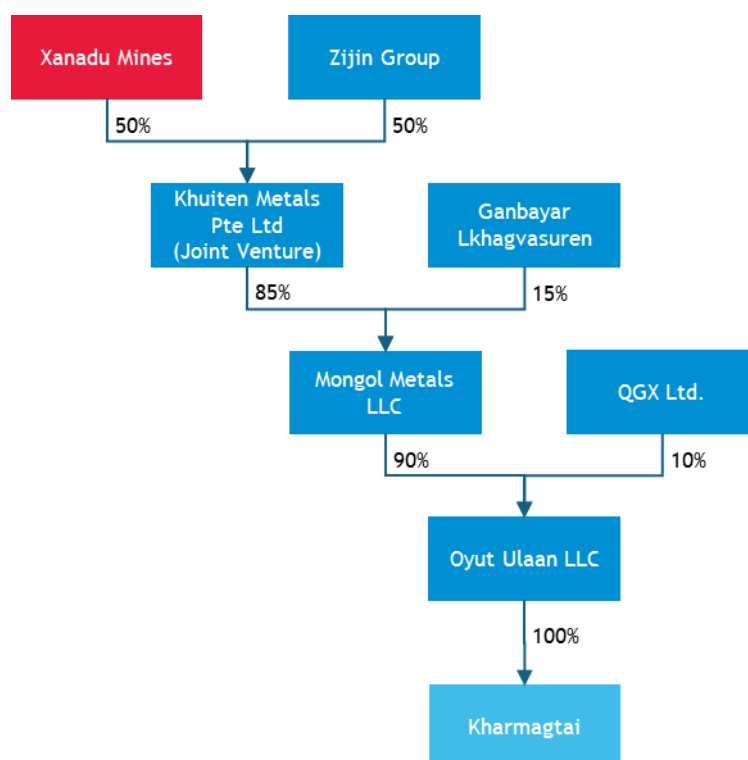 Xanadu Mines
Zijin Group
50%
50%
Khuiten Metals
Pte Ltd
(Joint Venture)
Ganbayar
Lkhagvasuren
85%
15%
Mongol Metals
LLC
QGX Ltd.
90%
10%
Oyut Ulaan LLC
100%
Kharmagtai